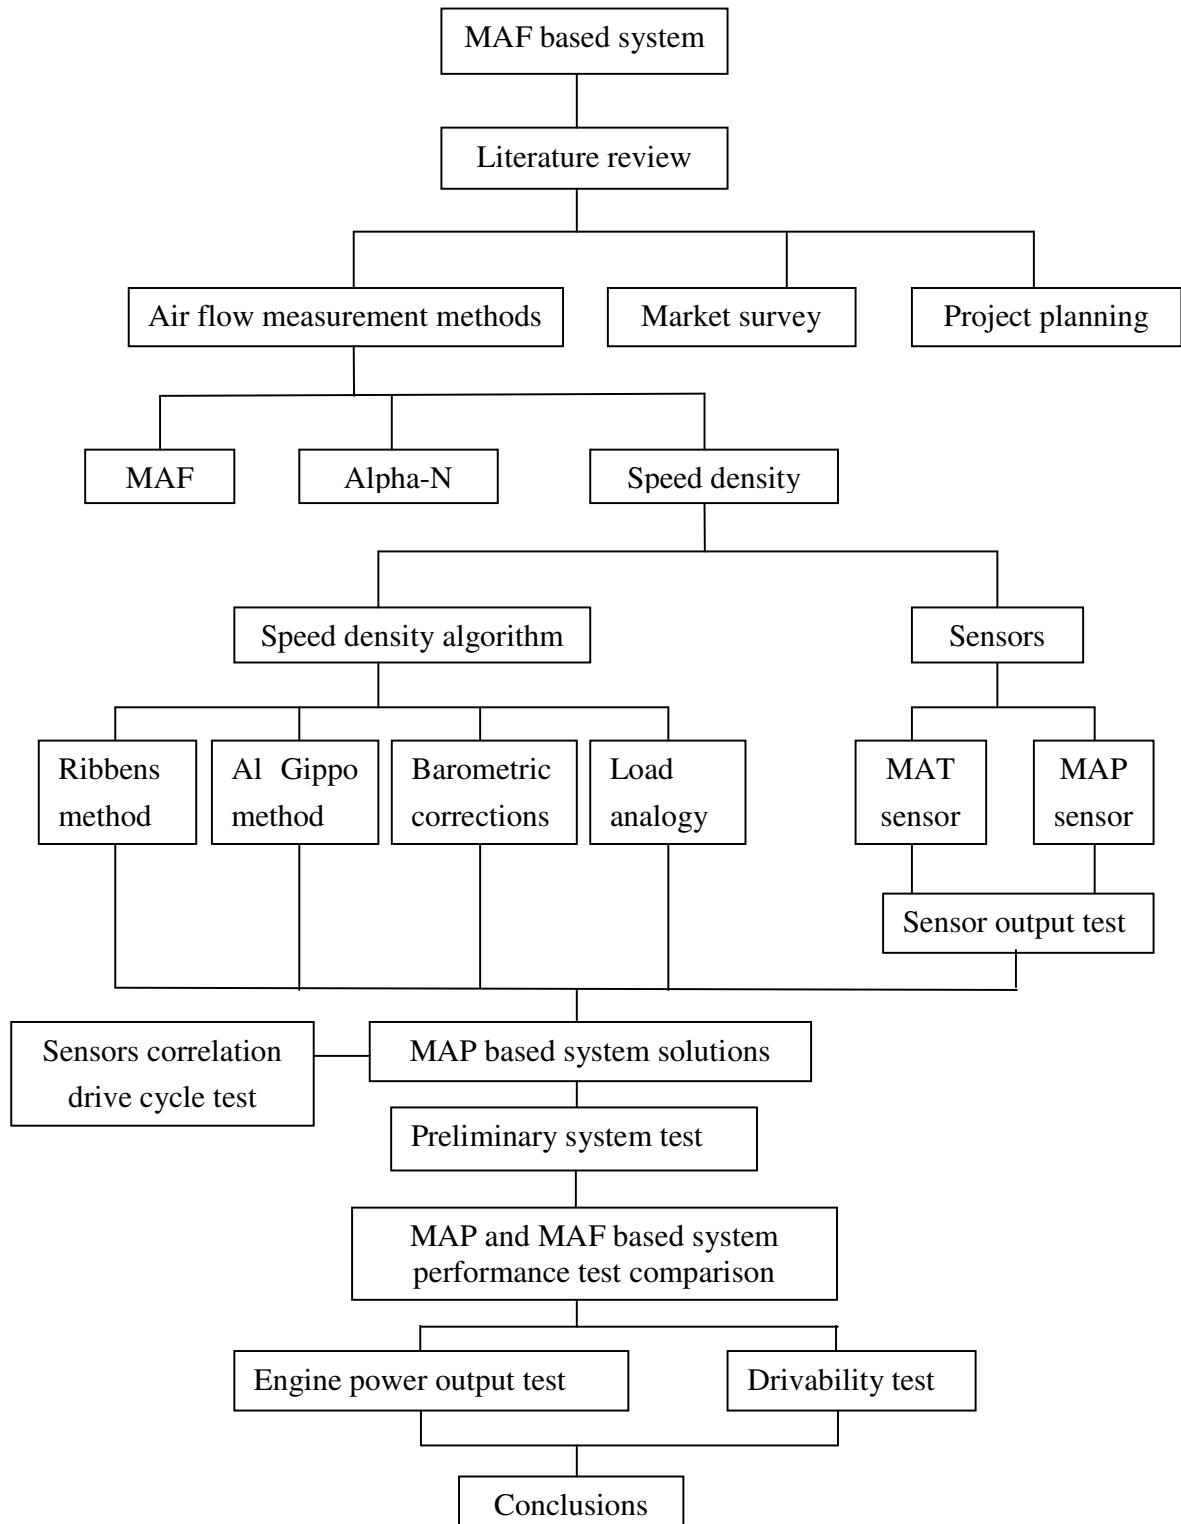 MAF based system
Literature review
Air flow measurement methods
Market survey
Project planning
MAF
Alpha-N
Speed density
Speed density algorithm
Sensors
Ribbens
method
Al Gippo
method
Barometric
corrections
Load
analogy
MAT
sensor
MAP
sensor
Sensor output test
Sensors correlation
drive cycle test
MAP based system solutions
Preliminary system test
MAP and MAF based system
performance test comparison
Engine power output test
Drivability test
Conclusions